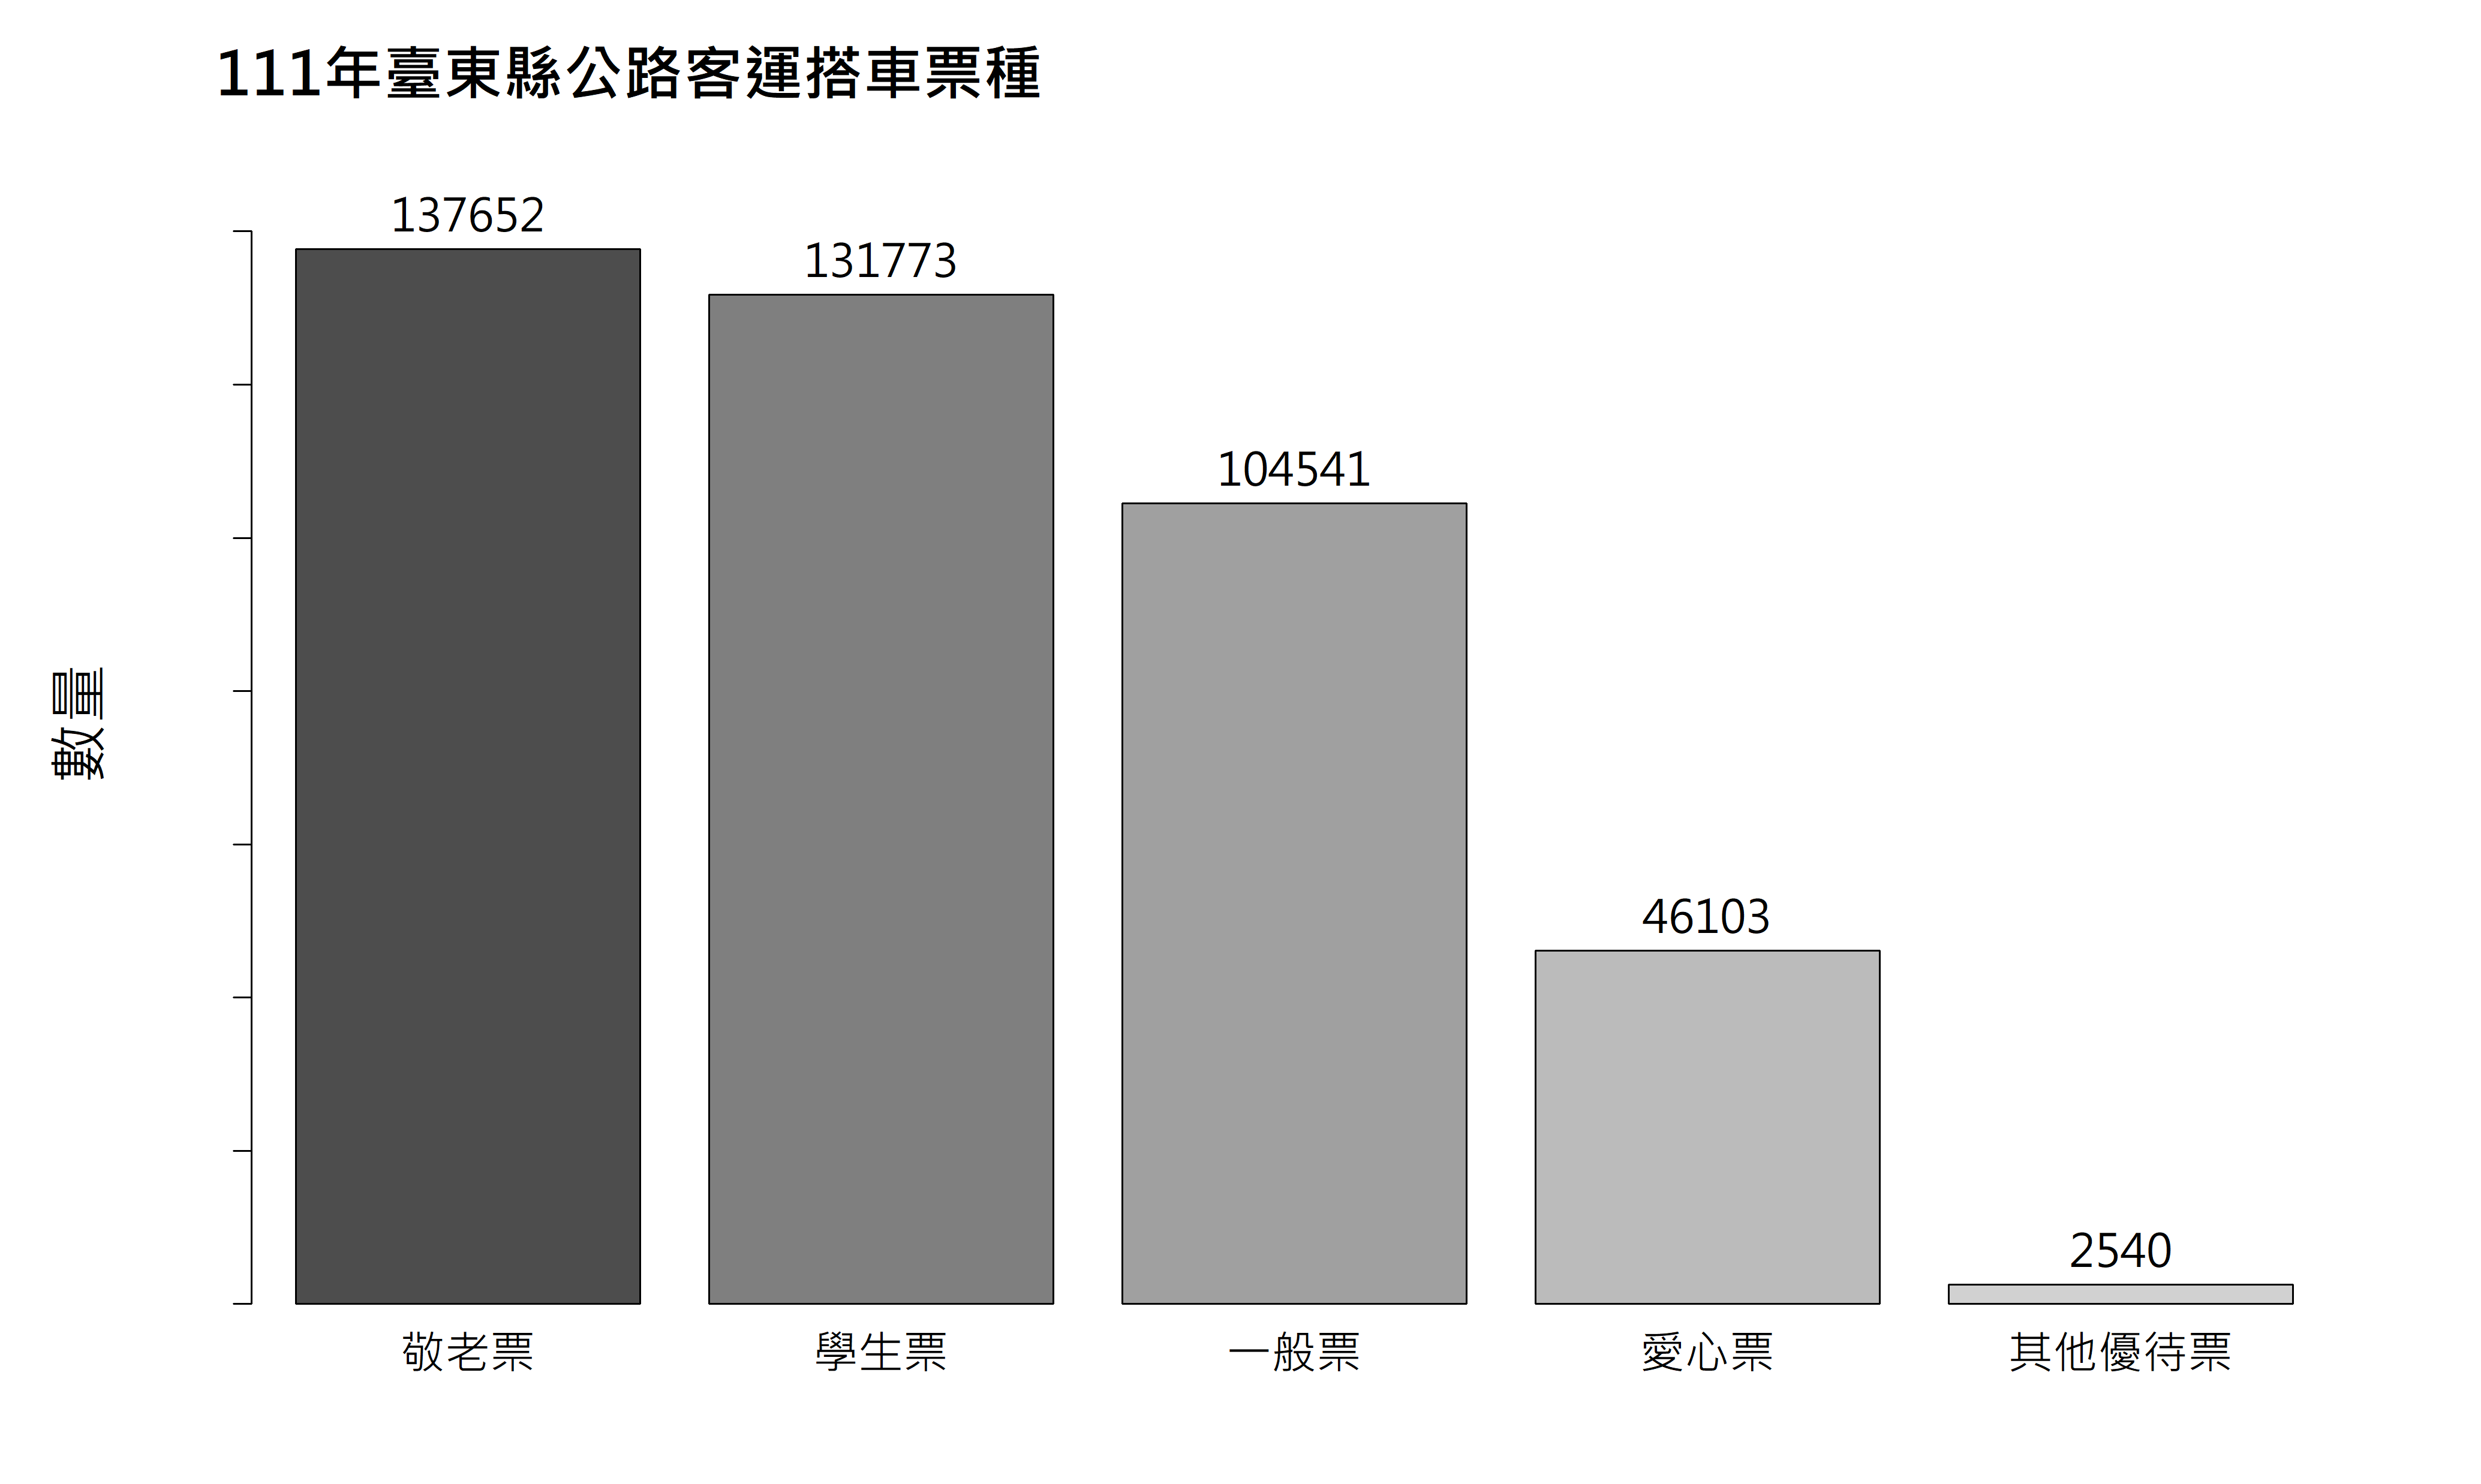 111年臺東縣公路客運搭車票種
數量
137652
131773
104541
46103
2540
敬老票
學生票
一般票
愛心票
其他優待票